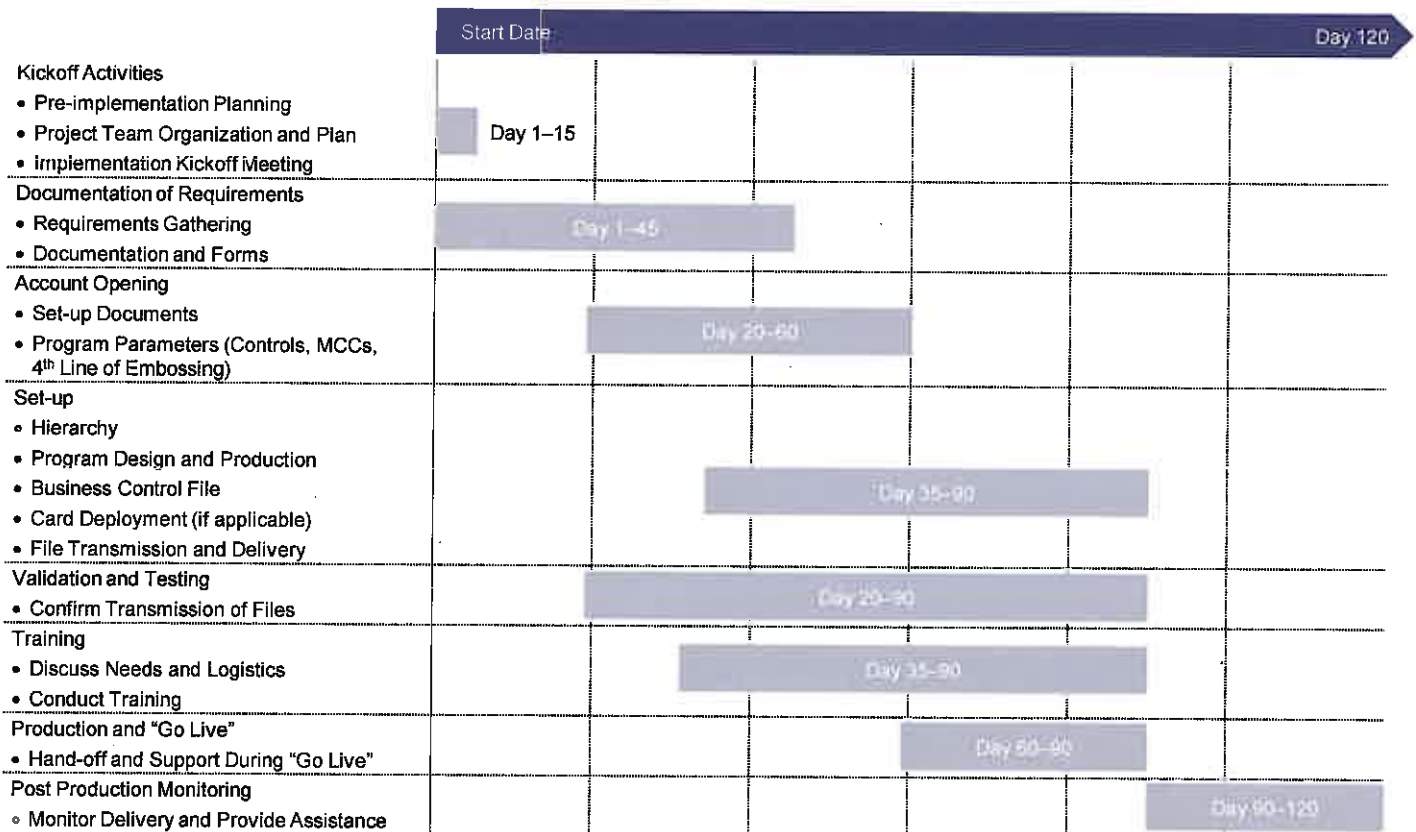 Start Date
Day 120
Kickoff Activities
• Pre-implementation Planning
• Project Team Organization and Plan
• Implementation Kickoff Meeting
Day 1–15
Documentation of Requirements
• Requirements Gathering
• Documentation and Forms
Day 1–45
Account Opening
• Set-up Documents
• Program Parameters (Controls, MCCs,
4th Line of Embossing)
Day 20–60
Set-up
• Hierarchy
• Program Design and Production
• Business Control File
• Card Deployment (if applicable)
• File Transmission and Delivery
Day 35–90
Validation and Testing
• Confirm Transmission of Files
Day 20–90
Training
• Discuss Needs and Logistics
• Conduct Training
Day 35–90
Production and "Go Live"
• Hand-off and Support During "Go Live"
Day 60–90
Post Production Monitoring
• Monitor Delivery and Provide Assistance
Day 90–120